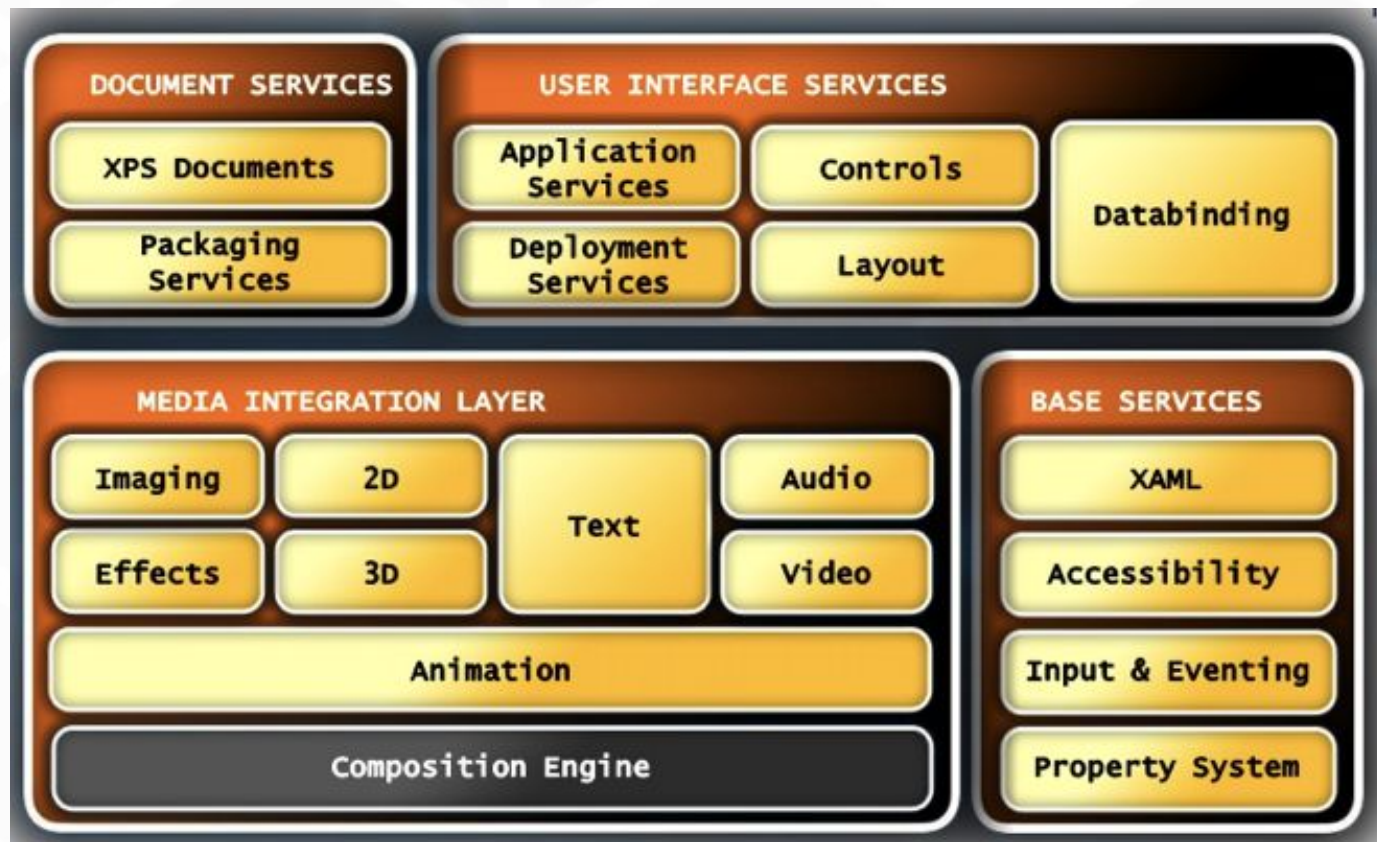 DOCUMENT SERVICES
XPS Documents
Packaging
Services
USER INTERFACE SERVICES
Application
Services
Controls
Databinding
Deployment
Services
Layout
MEDIA INTEGRATION LAYER
Imaging
2D
Text
Audio
Effects
3D
Video
Animation
Composition Engine
BASE SERVICES
XAML
Accessibility
Input & Eventing
Property System